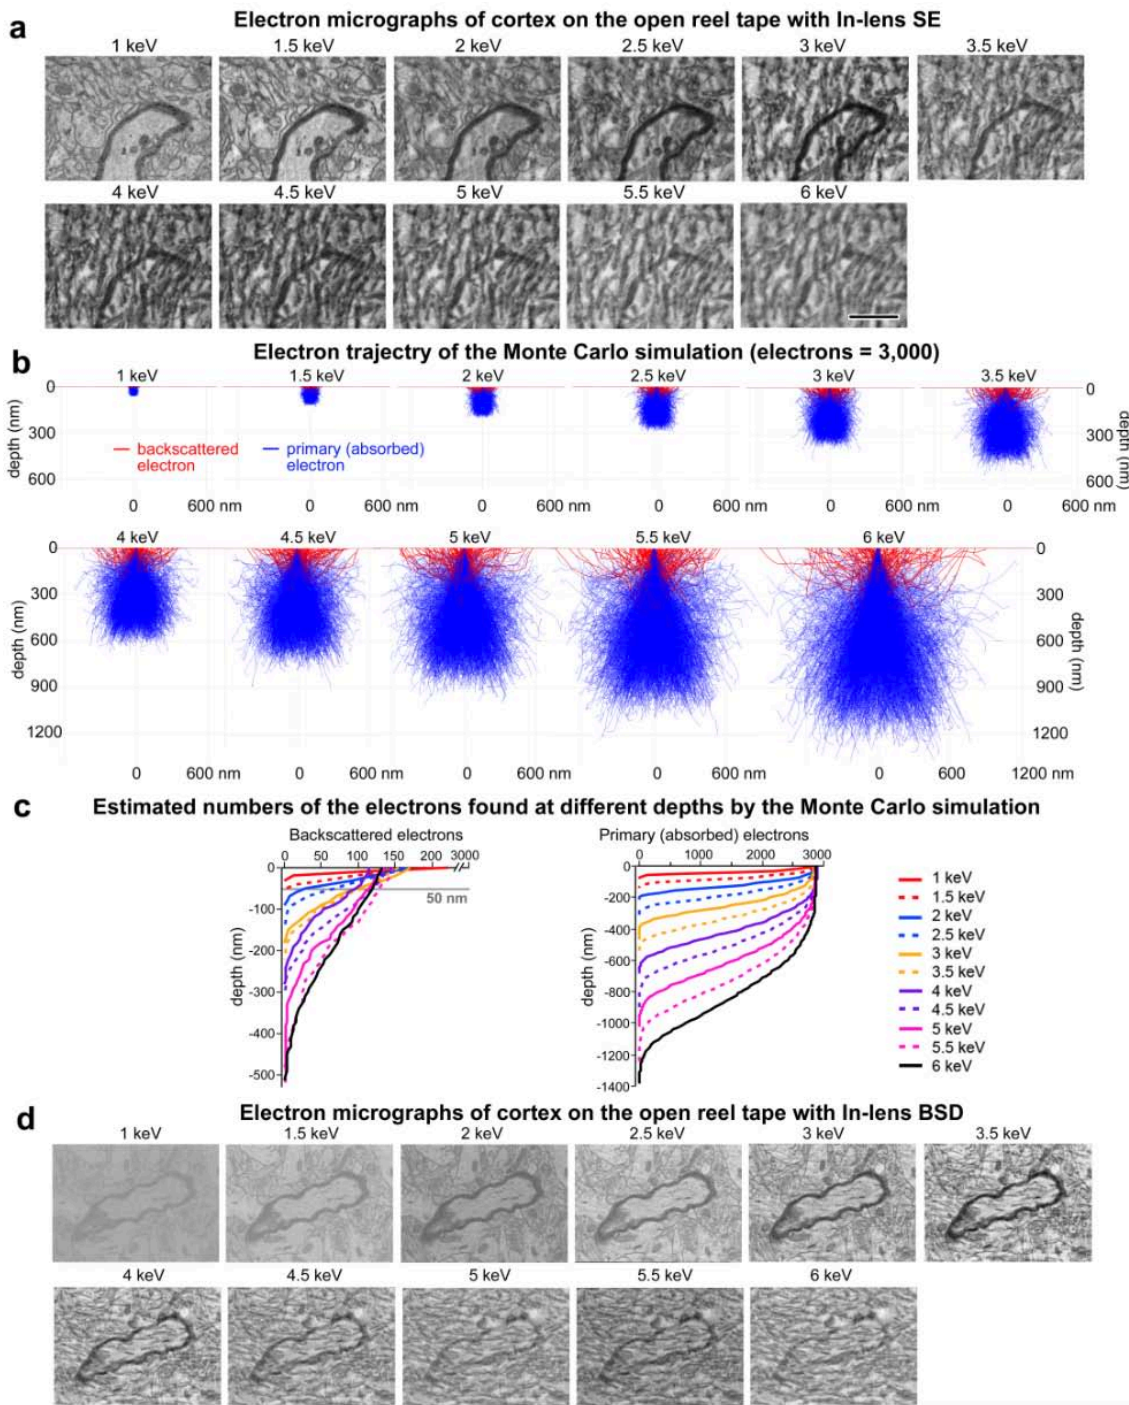 a
Electron micrographs of cortex on the open reel tape with In-lens SE
1 keV 1.5 keV 2 keV 2.5 keV 3 keV 3.5 keV
4 keV 4.5 keV 5 keV 5.5 keV 6 keV
b
Electron trajectry of the Monte Carlo simulation (electrons = 3,000)
1 keV 1.5 keV 2 keV 2.5 keV 3 keV 3.5 keV
depth (nm)
0
300
600
backscattered
electron
primary (absorbed)
electron
0
300
600
depth (nm)
0 600 nm 0 600 nm 0 600 nm 0 600 nm 0 600 nm 0 600 nm
4 keV 4.5 keV 5 keV 5.5 keV 6 keV
depth (nm)
0
300
600
900
1200
0
300
600
900
1200
depth (nm)
0 600 nm 0 600 nm 0 600 nm 0 600 nm 0 600 1200 nm
c
Estimated numbers of the electrons found at different depths by the Monte Carlo simulation
Backscattered electrons
0 50 100 150 200 3000
depth (nm)
0
-100
-200
-300
-400
-500
50 nm
Primary (absorbed) electrons
0 1000 2000 3000
depth (nm)
0
-200
-400
-600
-800
-1000
-1200
-1400
1 keV
1.5 keV
2 keV
2.5 keV
3 keV
3.5 keV
4 keV
4.5 keV
5 keV
5.5 keV
6 keV
d
Electron micrographs of cortex on the open reel tape with In-lens BSD
1 keV 1.5 keV 2 keV 2.5 keV 3 keV 3.5 keV
4 keV 4.5 keV 5 keV 5.5 keV 6 keV